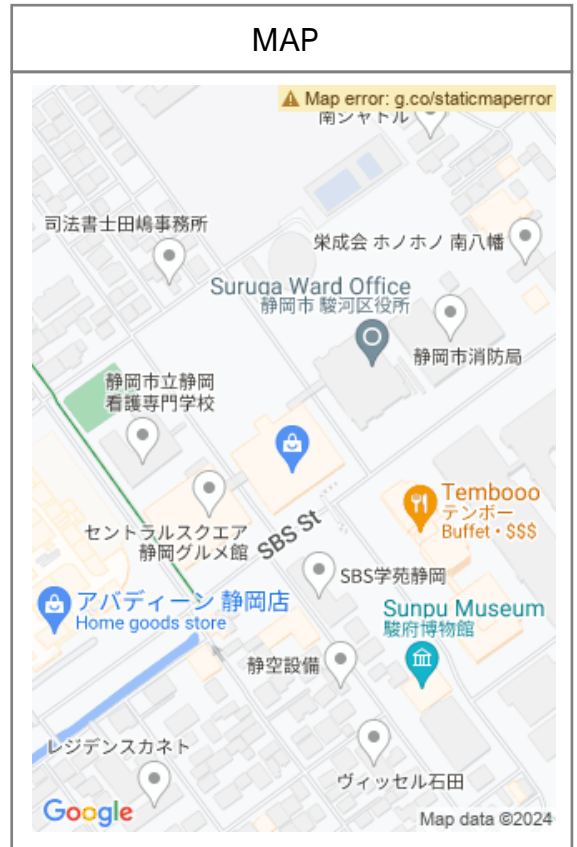 MAP
Map error: g.co/staticmaperror
南シャトル
司法書士田嶋事務所
栄成会 ホノホノ 南八幡
Suruga Ward Office
静岡市 駿河区役所
静岡市消防局
静岡市立静岡
看護専門学校
Tembooo
テンボー
Buffet・$$$
セントラルスクエア
静岡グルメ館
SBS St
SBS学苑静岡
アバディーン 静岡店
Home goods store
Sunpu Museum
駿府博物館
静空設備
レジデンスカネト
ヴィッセル石田
Google
Map data ©2024